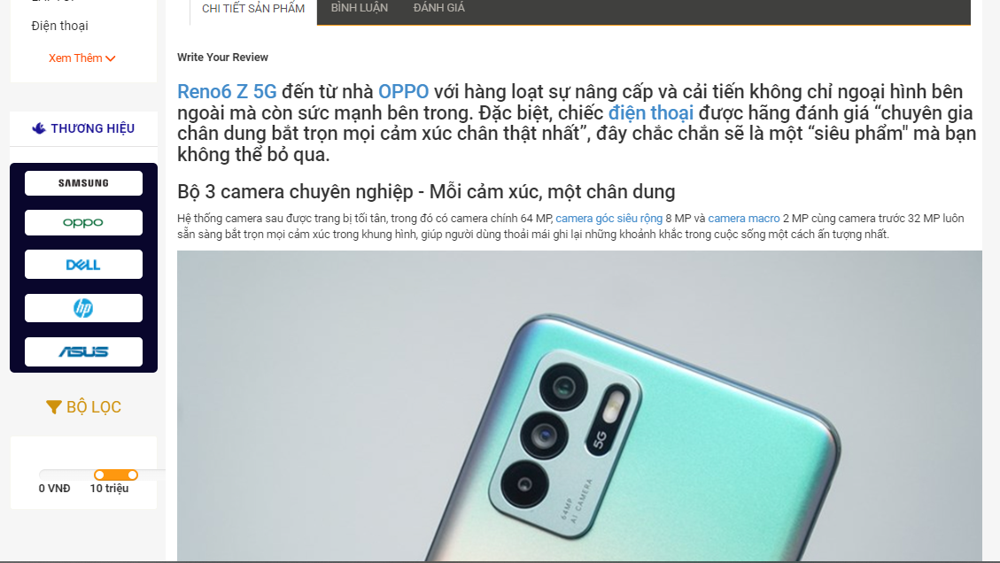 Điện thoại
Xem Thêm
THƯƠNG HIỆU
SAMSUNG
OPPO
DELL
hp
ASUS
BỘ LỌC
0 VNĐ 10 triệu
CHI TIẾT SẢN PHẨM BÌNH LUẬN ĐÁNH GIÁ
Write Your Review
Reno6 Z 5G đến từ nhà OPPO với hàng loạt sự nâng cấp và cải tiến không chỉ ngoại hình bên
ngoài mà còn sức mạnh bên trong. Đặc biệt, chiếc điện thoại được hãng đánh giá “chuyên gia
chân dung bắt trọn mọi cảm xúc chân thật nhất”, đây chắc chắn sẽ là một “siêu phẩm" mà bạn
không thể bỏ qua.
Bộ 3 camera chuyên nghiệp - Mỗi cảm xúc, một chân dung
Hệ thống camera sau được trang bị tối tân, trong đó có camera chính 64 MP, camera góc siêu rộng 8 MP và camera macro 2 MP cùng camera trước 32 MP luôn
sẵn sàng bắt trọn mọi cảm xúc trong khung hình, giúp người dùng thoải mái ghi lại những khoảnh khắc trong cuộc sống một cách ấn tượng nhất.
5G
64MP
AI CAMERA